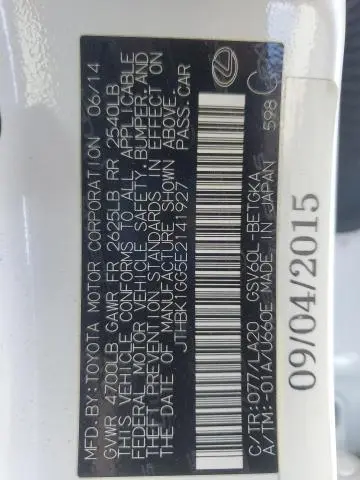 MFD.BY:TOYOTA MOTOR CORPORATION 06/14
GVWR 4700LB GAWR FR 2625LB RR 2540LB
THIS VEHICLE CONFORMS TO ALL APPLICABLE
FEDERAL MOTOR VEHICLE SAFETY, BUMPER, AND
THEFT PREVENTION STANDARDS IN EFFECT ON
THE DATE OF MANUFACTURE SHOWN ABOVE.
JTHBK1GG5E2141927 PASS.CAR
C/TR:077/LA20 GSV60L-BETGKA
A/TM:-01A/U660E MADE IN JAPAN 598
09/04/2015